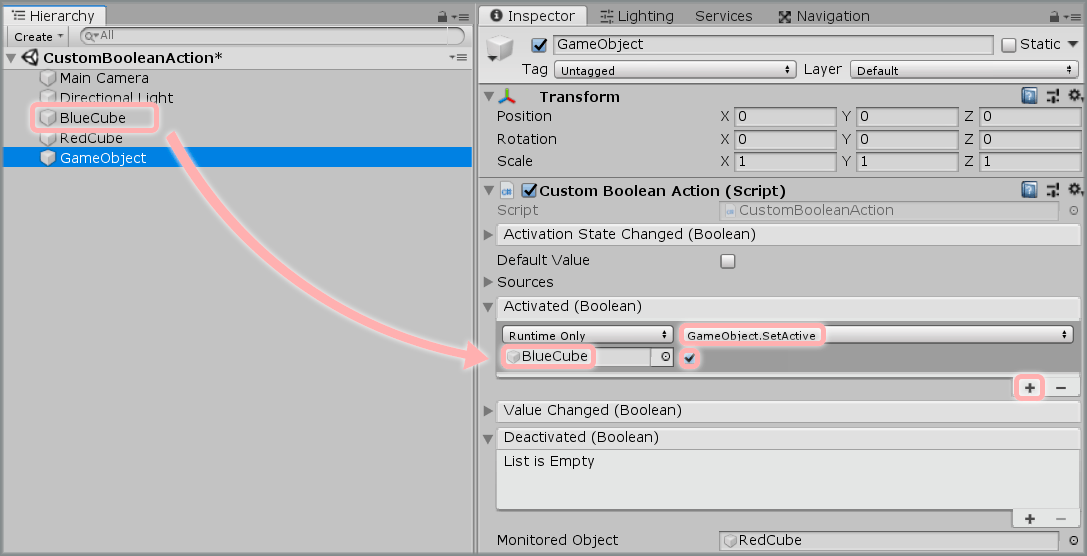 Hierarchy
Create
All
CustomBooleanAction*
Main Camera
Directional Light
BlueCube
RedCube
GameObject
Inspector Lighting Services Navigation
GameObject Static
Tag Untagged Layer Default
Transform
Position X 0 Y 0 Z 0
Rotation X 0 Y 0 Z 0
Scale X 1 Y 1 Z 1
Custom Boolean Action (Script)
Script CustomBooleanAction
Activation State Changed (Boolean)
Default Value
Sources
Activated (Boolean)
Runtime Only GameObject.SetActive
BlueCube
Value Changed (Boolean)
Deactivated (Boolean)
List is Empty
Monitored Object RedCube